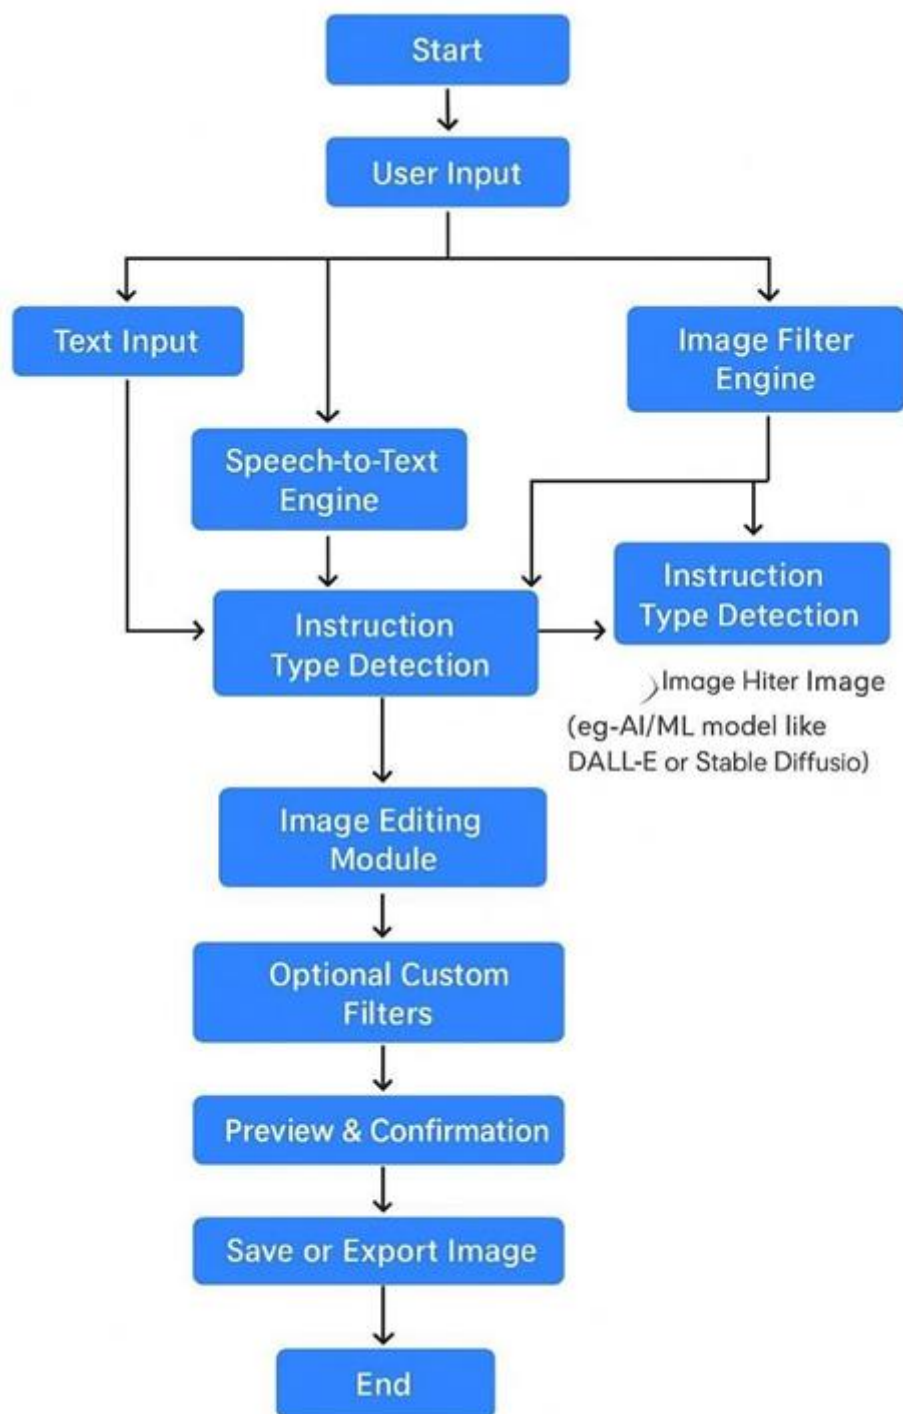 Start
User Input
Text Input
Image Filter
Engine
Speech-to-Text
Engine
Instruction
Type Detection
Instruction
Type Detection
Image Hiter Image
(eg-AI/ML model like
DALL-E or Stable Diffusio)
Image Editing
Module
Optional Custom
Filters
Preview & Confirmation
Save or Export Image
End